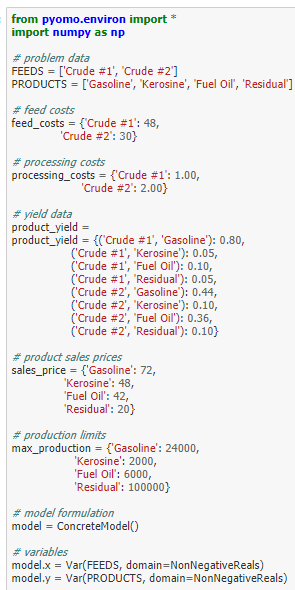 from pyomo.environ import *
import numpy as np
# problem data
FEEDS = ['Crude #1', 'Crude #2']
PRODUCTS = ['Gasoline', 'Kerosine', 'Fuel Oil', 'Residual']
# feed costs
feed_costs = {'Crude #1': 48,
'Crude #2': 30}
# processing costs
processing_costs = {'Crude #1': 1.00,
'Crude #2': 2.00}
# yield data
product_yield =
product_yield = {('Crude #1', 'Gasoline'): 0.80,
('Crude #1', 'Kerosine'): 0.05,
('Crude #1', 'Fuel Oil'): 0.10,
('Crude #1', 'Residual'): 0.05,
('Crude #2', 'Gasoline'): 0.44,
('Crude #2', 'Kerosine'): 0.10,
('Crude #2', 'Fuel Oil'): 0.36,
('Crude #2', 'Residual'): 0.10}
# product sales prices
sales_price = {'Gasoline': 72,
'Kerosine': 48,
'Fuel Oil': 42,
'Residual': 20}
# production limits
max_production = {'Gasoline': 24000,
'Kerosine': 2000,
'Fuel Oil': 6000,
'Residual': 100000}
# model formulation
model = ConcreteModel()
# variables
model.x = Var(FEEDS, domain=NonNegativeReals)
model.y = Var(PRODUCTS, domain=NonNegativeReals)